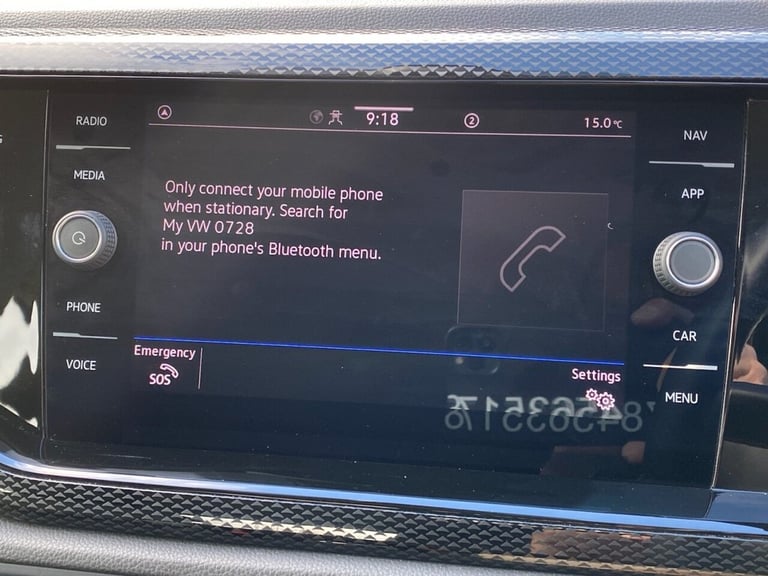 RADIO
MEDIA
PHONE
VOICE
9:18
2
15.0°C
Only connect your mobile phone
when stationary. Search for
My VW 0728
in your phone's Bluetooth menu.
Emergency
SOS
Settings
NAV
APP
CAR
MENU